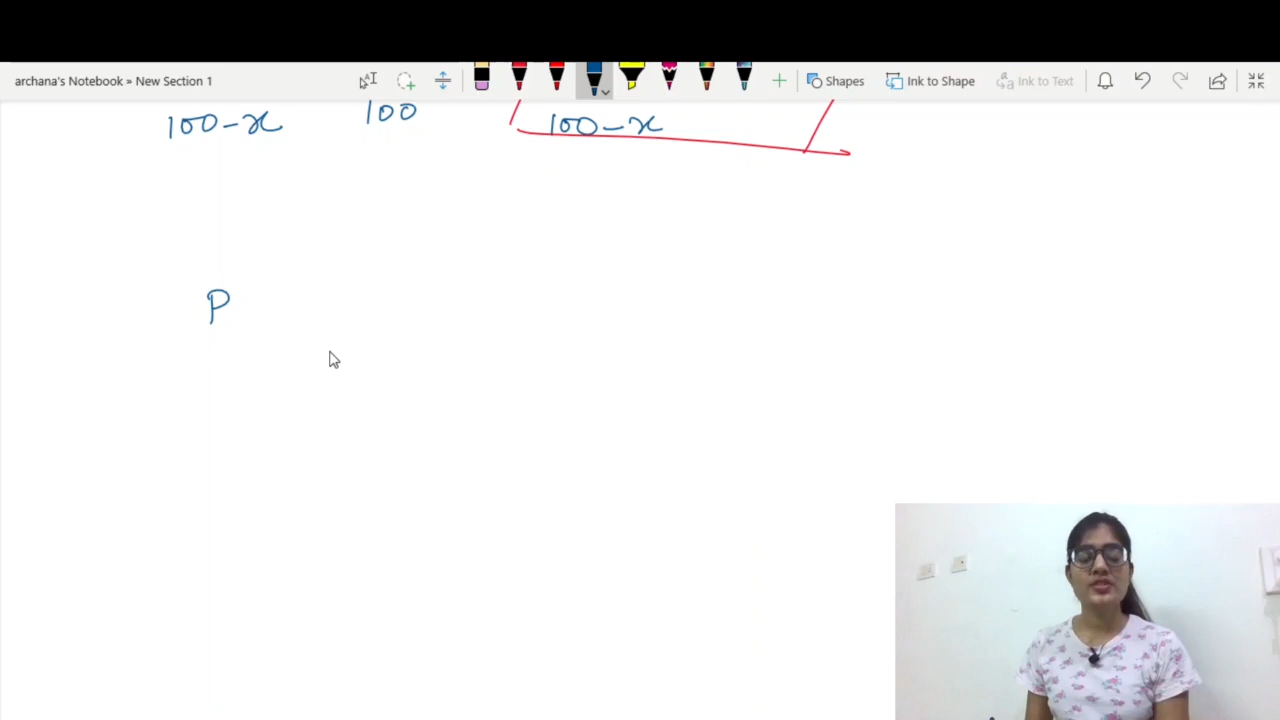 archana's Notebook » New Section 1
Shapes
Ink to Shape
Ink to Text
100-x 100 100-x
P